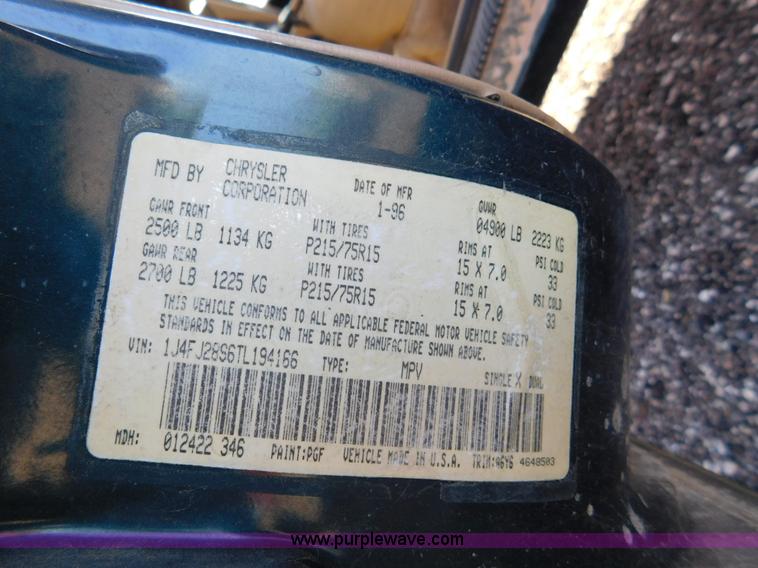 MFD BY CHRYSLER CORPORATION DATE OF MFR 1-96 GVWR 04900 LB 2223 KG
GAWR FRONT WITH TIRES RIMS AT PSI COLD
2500 LB 1134 KG P215/75R15 15 X 7.0 33
GAWR REAR WITH TIRES RIMS AT PSI COLD
2700 LB 1225 KG P215/75R15 15 X 7.0 33
THIS VEHICLE CONFORMS TO ALL APPLICABLE FEDERAL MOTOR VEHICLE SAFETY
STANDARDS IN EFFECT ON THE DATE OF MANUFACTURE SHOWN ABOVE.
VIN: 1J4FJ28S6TL194166 TYPE: MPV SINGLE X DUAL
MDH: 012422 346 PAINT:PGF VEHICLE MADE IN U.S.A. TRIM: 4648503
www.purplewave.com